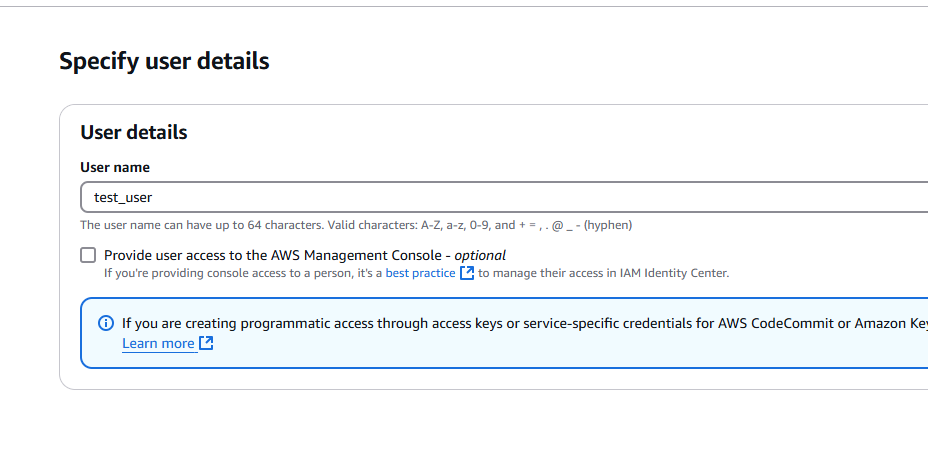 Specify user details
User details
User name
test_user
The user name can have up to 64 characters. Valid characters: A-Z, a-z, 0-9, and + = , . @ _ - (hyphen)
Provide user access to the AWS Management Console - optional
If you're providing console access to a person, it's a best practice to manage their access in IAM Identity Center.
If you are creating programmatic access through access keys or service-specific credentials for AWS CodeCommit or Amazon Key
Learn more